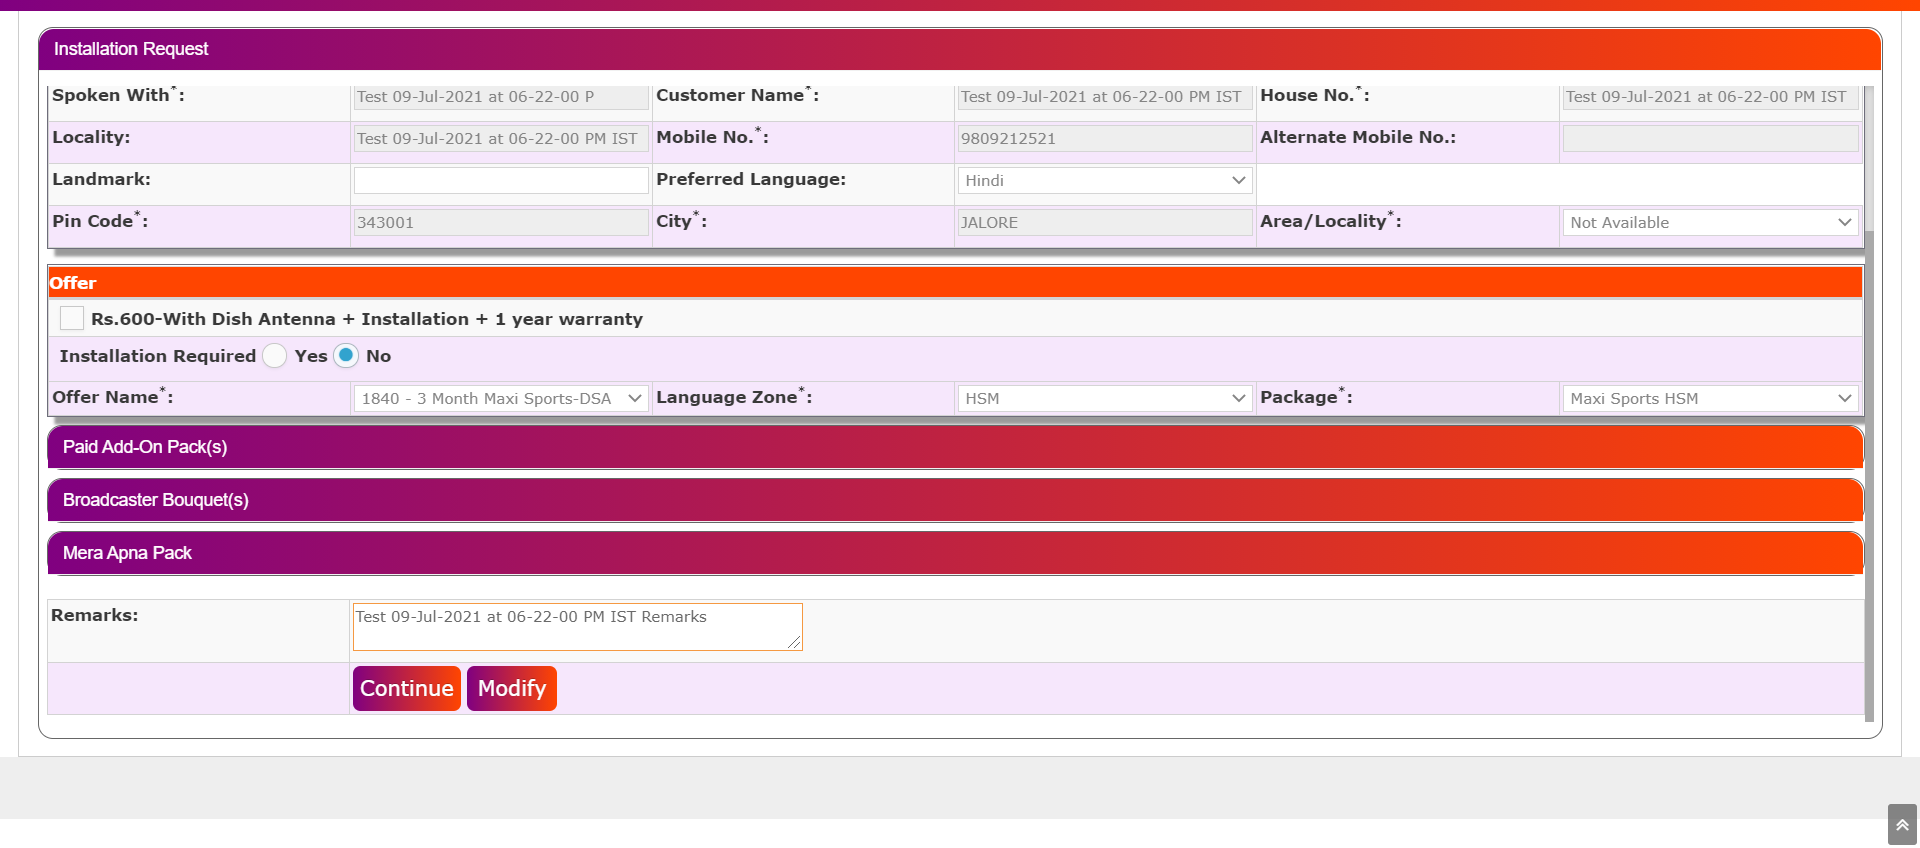 Installation Request
Spoken With*: Test 09-Jul-2021 at 06-22-00 P Customer Name*: Test 09-Jul-2021 at 06-22-00 PM IST House No.*: Test 09-Jul-2021 at 06-22-00 PM IST
Locality: Test 09-Jul-2021 at 06-22-00 PM IST Mobile No.*: 9809212521 Alternate Mobile No.:
Landmark: Preferred Language: Hindi
Pin Code*: 343001 City*: JALORE Area/Locality*: Not Available
Offer
Rs.600-With Dish Antenna + Installation + 1 year warranty
Installation Required Yes No
Offer Name*: 1840 - 3 Month Maxi Sports-DSA Language Zone*: HSM Package*: Maxi Sports HSM
Paid Add-On Pack(s)
Broadcaster Bouquet(s)
Mera Apna Pack
Remarks: Test 09-Jul-2021 at 06-22-00 PM IST Remarks
Continue Modify